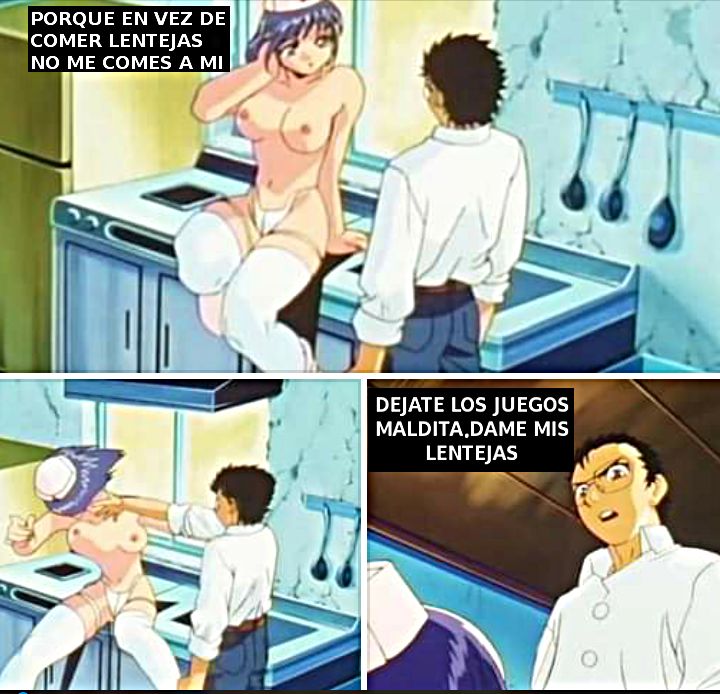 PORQUE EN VEZ DE
COMER LENTEJAS
NO ME COMES A MI
DEJATE LOS JUEGOS
MALDITA,DAME MIS
LENTEJAS